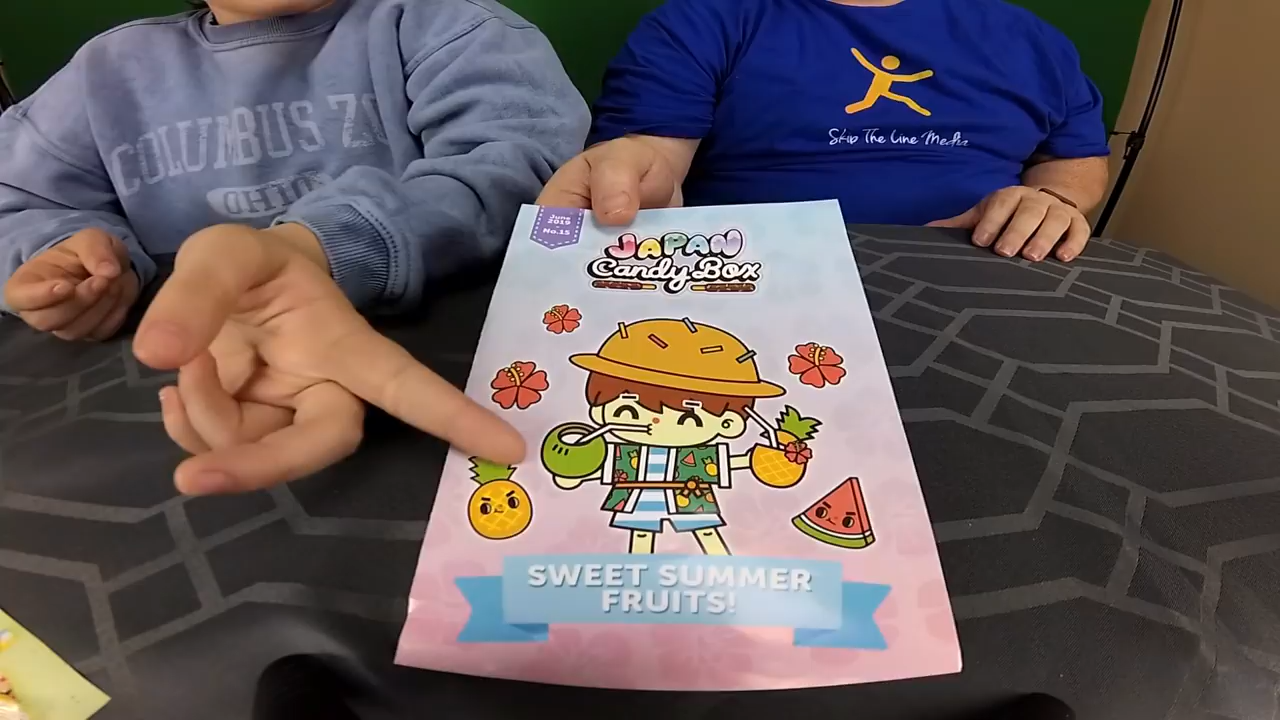 COLUMBUS ZO
OHIO
Skip The Line Media
June
2019
No.15
JAPAN
Candy Box
SWEET SUMMER
FRUITS!